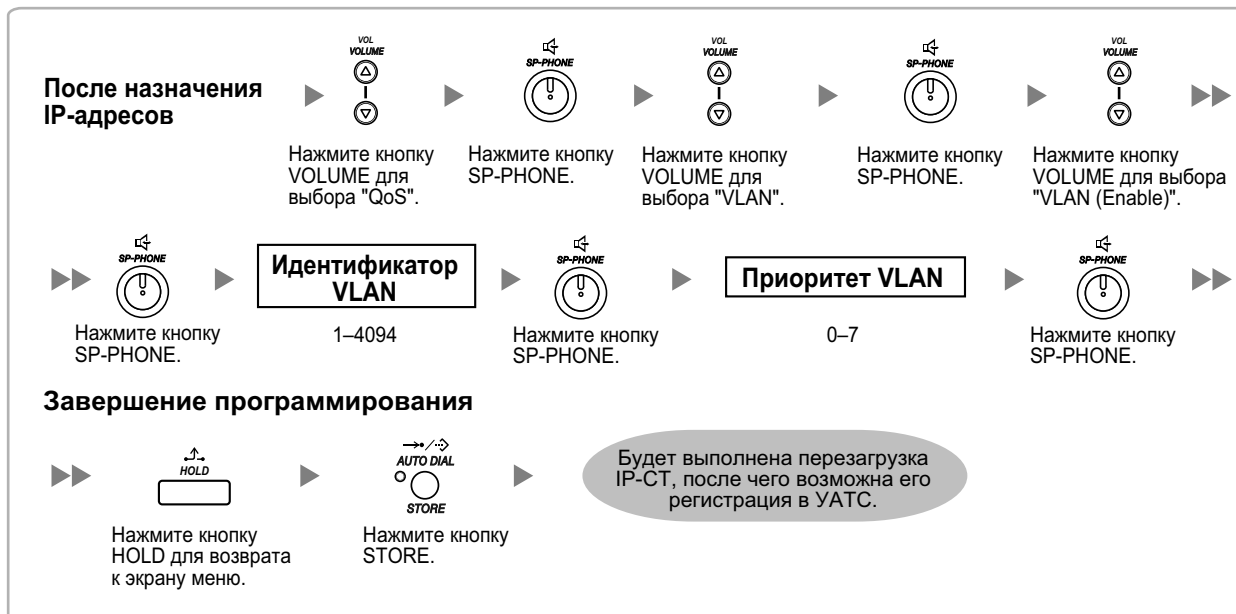 После назначения
IP-адресов
VOL
VOLUME
Нажмите кнопку
VOLUME для
выбора "QoS".
SP-PHONE
Нажмите кнопку
SP-PHONE.
VOL
VOLUME
Нажмите кнопку
VOLUME для
выбора "VLAN".
SP-PHONE
Нажмите кнопку
SP-PHONE.
VOL
VOLUME
Нажмите кнопку
VOLUME для выбора
"VLAN (Enable)".
SP-PHONE
Нажмите кнопку
SP-PHONE.
Идентификатор
VLAN
1–4094
SP-PHONE
Нажмите кнопку
SP-PHONE.
Приоритет VLAN
0–7
SP-PHONE
Нажмите кнопку
SP-PHONE.
Завершение программирования
HOLD
Нажмите кнопку
HOLD для возврата
к экрану меню.
AUTO DIAL
STORE
Нажмите кнопку
STORE.
Будет выполнена перезагрузка
IP-СТ, после чего возможна его
регистрация в УАТС.